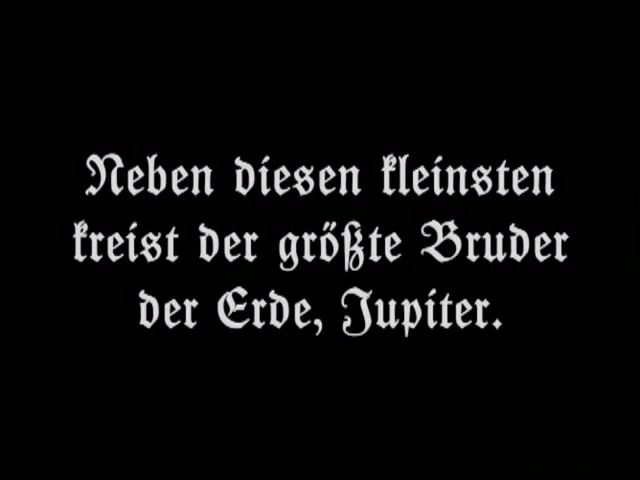 Neben diesen kleinsten
kreist der größte Bruder
der Erde, Jupiter.